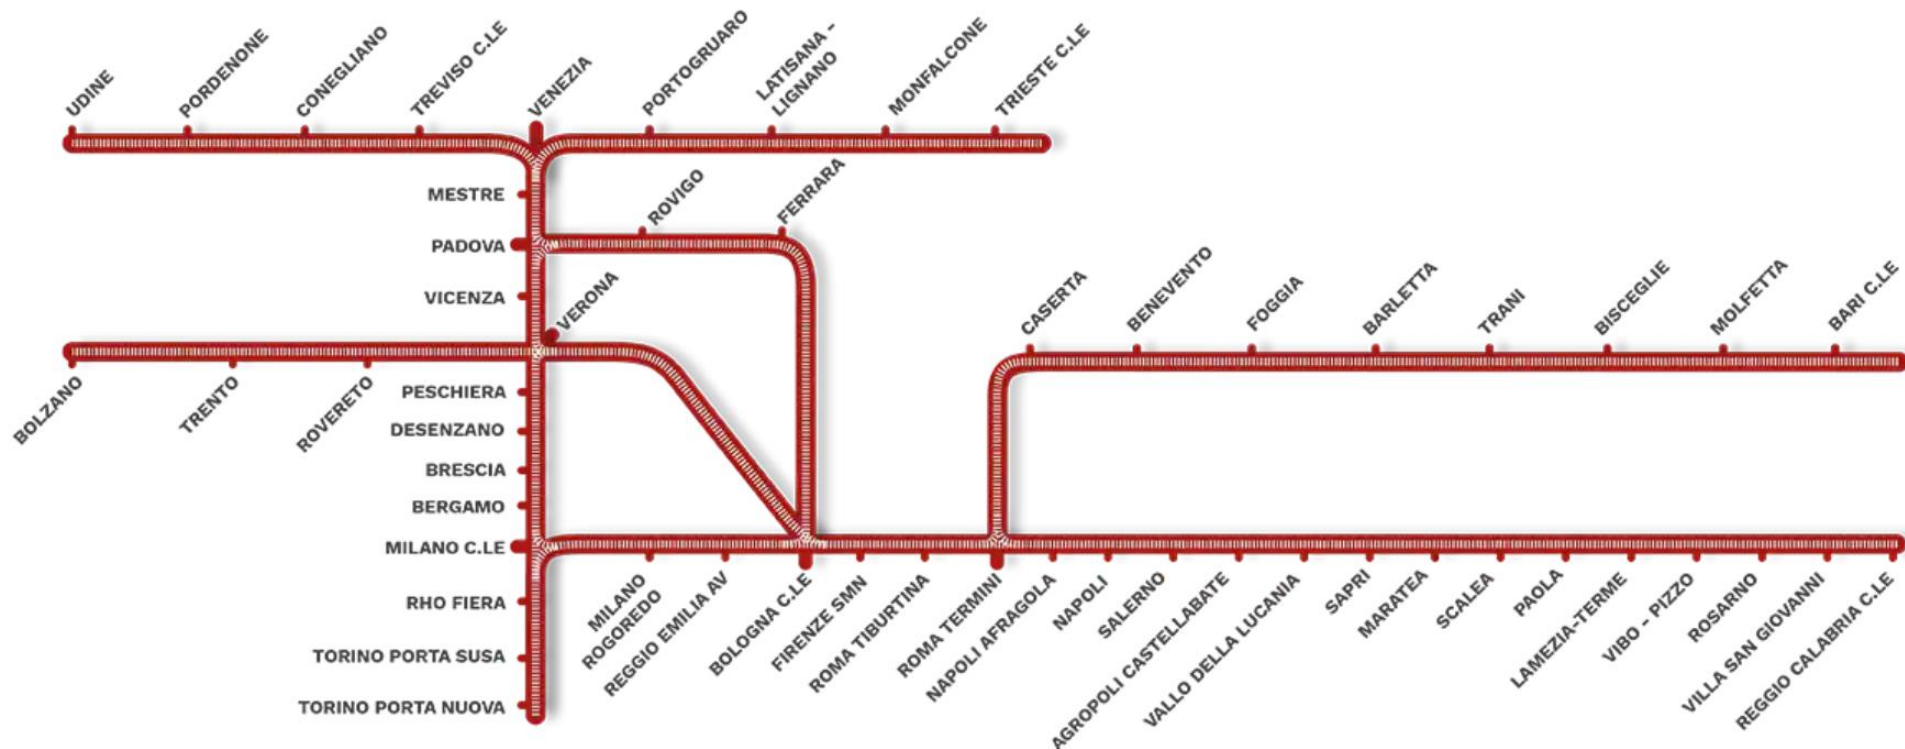 UDINE
PORDENONE
CONEGLIANO
TREVISO C.LE
VENEZIA
PORTOGRUARO
LATISANA -
LIGNANO
MONFALCONE
TRIESTE C.LE
MESTRE
PADOVA
ROVIGO
FERRARA
VICENZA
VERONA
CASERTA
BENEVENTO
FOGGIA
BARLETTA
TRANI
BISCEGLIE
MOLFETTA
BARI C.LE
BOLZANO
TRENTO
ROVERETO
PESCHIERA
DESENZANO
BRESCIA
BERGAMO
MILANO C.LE
RHO FIERA
TORINO PORTA SUSA
TORINO PORTA NUOVA
MILANO
ROGOREDO
REGGIO EMILIA AV
BOLOGNA C.LE
FIRENZE SMN
ROMA TIBURTINA
ROMA TERMINI
NAPOLI AFRAGOLA
NAPOLI
SALERNO
AGROPOLI CASTELLABATE
VALLO DELLA LUCANIA
SAPRI
MARATEA
SCALEA
PAOLA
LAMEZIA-TERME
VIBO - PIZZO
ROSARNO
VILLA SAN GIOVANNI
REGGIO CALABRIA C.LE